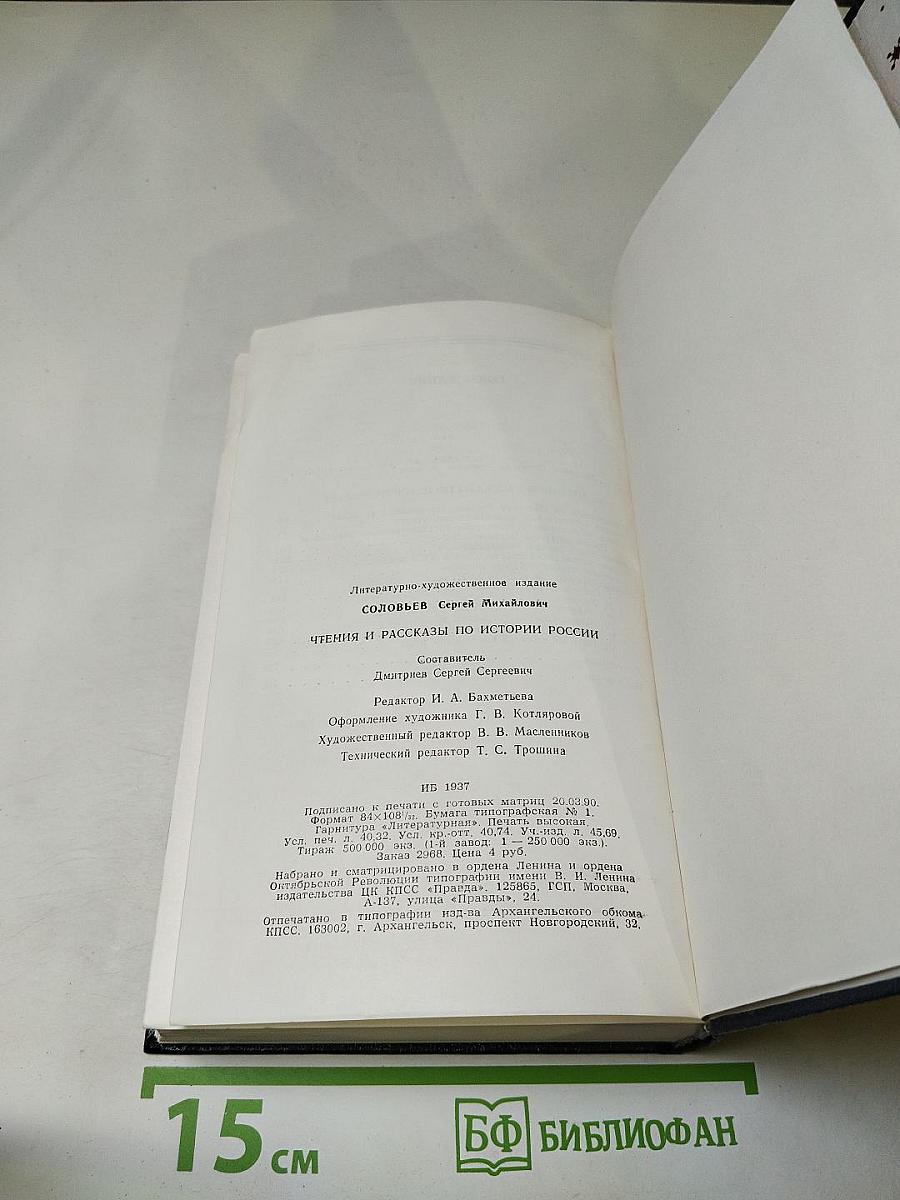 Литературно-художественное издание
СОЛОВЬЕВ Сергей Михайлович
ЧТЕНИЯ И РАССКАЗЫ ПО ИСТОРИИ РОССИИ
Составитель
Дмитриев Сергей Сергеевич
Редактор И. А. Бахметьева
Оформление художника Г. В. Котляровой
Художественный редактор В. В. Масленников
Технический редактор Т. С. Трошина
ИБ 1937
Подписано к печати с готовых матриц 20.03.90.
Формат 84×108¹/₃₂. Бумага типографская № 1.
Гарнитура «Литературная». Печать высокая.
Усл. печ. л. 40,32. Усл. кр.-отт. 40,74. Уч.-изд. л. 45,69.
Тираж 500 000 экз. (1-й завод: 1 — 250 000 экз.).
Заказ 2968. Цена 4 руб.
Набрано и сматрицировано в ордена Ленина и ордена
Октябрьской Революции типографии имени В. И. Ленина
издательства ЦК КПСС «Правда». 125865, ГСП, Москва,
А-137, улица «Правды», 24.
Отпечатано в типографии изд-ва Архангельского обкома
КПСС. 163002, г. Архангельск, проспект Новгородский, 32.
15 см
БФ БИБЛИОФАН